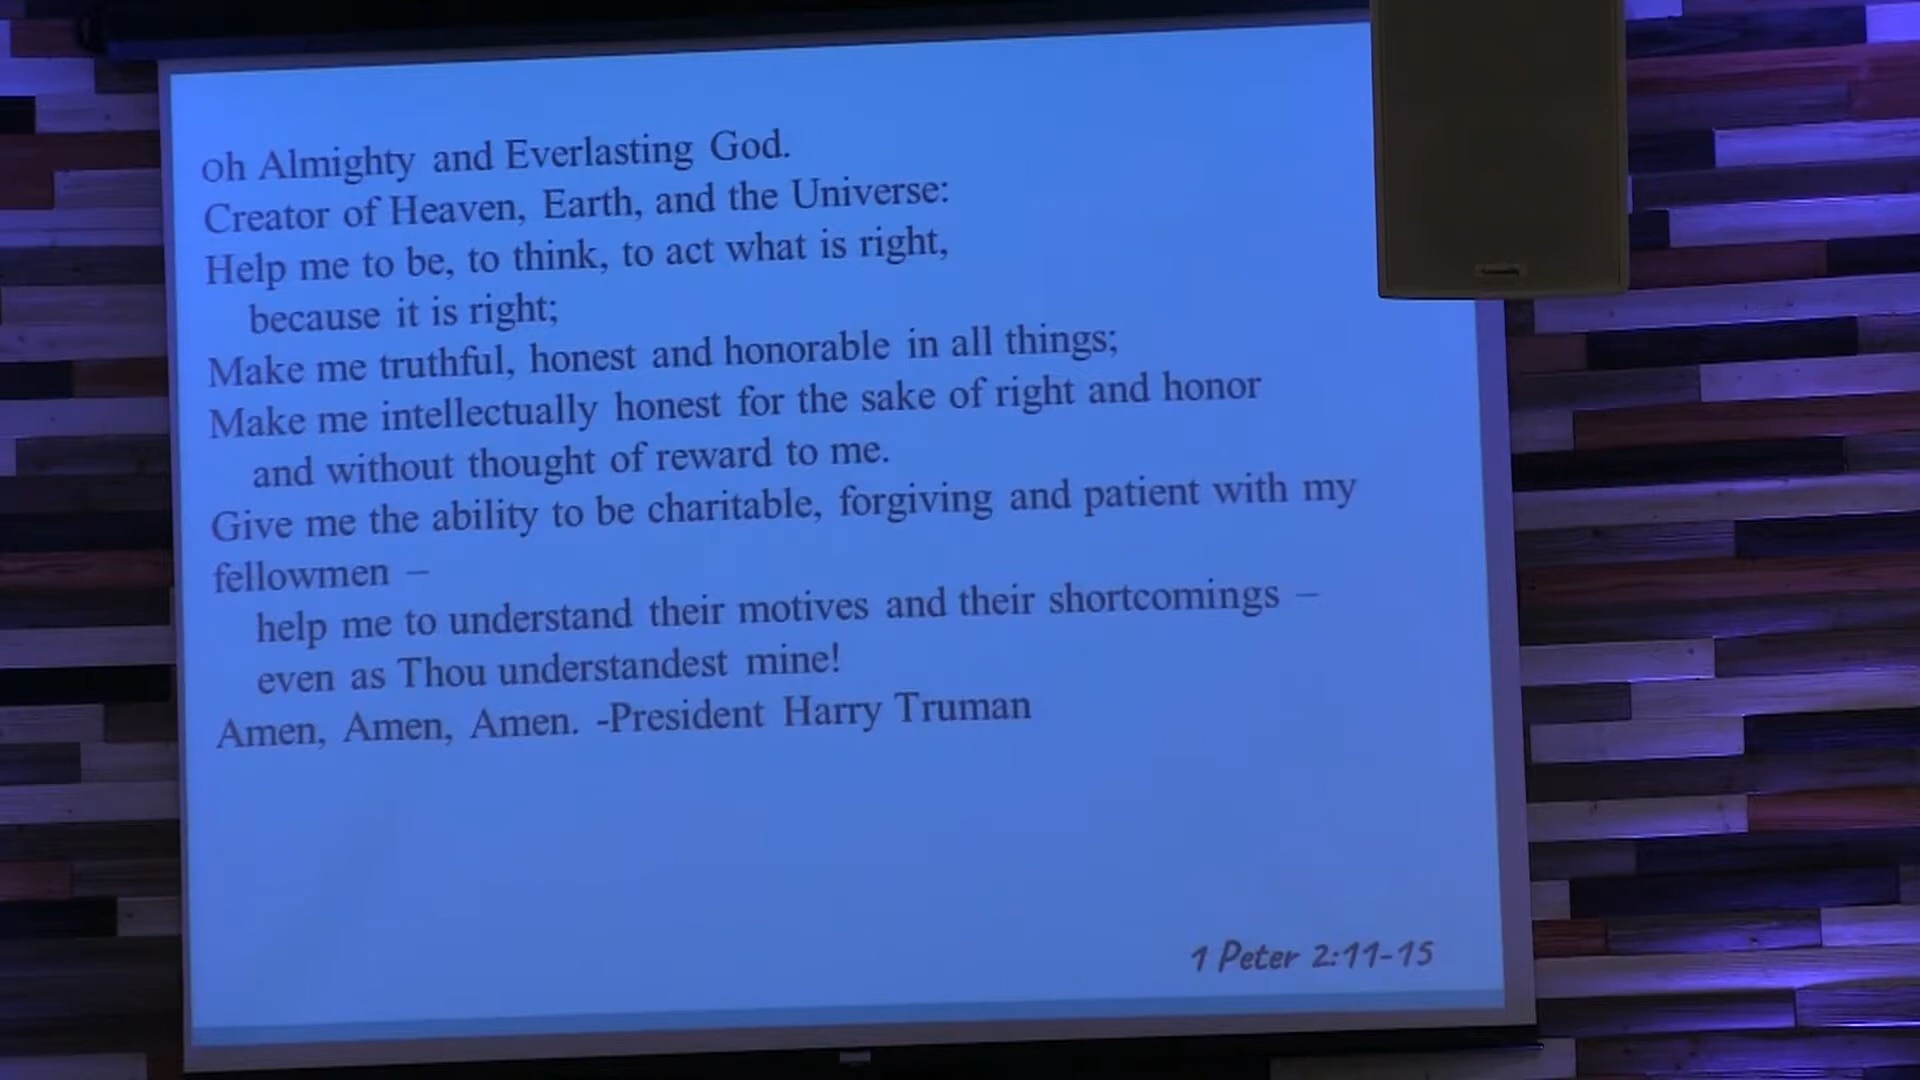 oh Almighty and Everlasting God.
Creator of Heaven, Earth, and the Universe:
Help me to be, to think, to act what is right,
because it is right;
Make me truthful, honest and honorable in all things;
Make me intellectually honest for the sake of right and honor
and without thought of reward to me.
Give me the ability to be charitable, forgiving and patient with my
fellowmen –
help me to understand their motives and their shortcomings –
even as Thou understandest mine!
Amen, Amen, Amen. -President Harry Truman
1 Peter 2:11-15